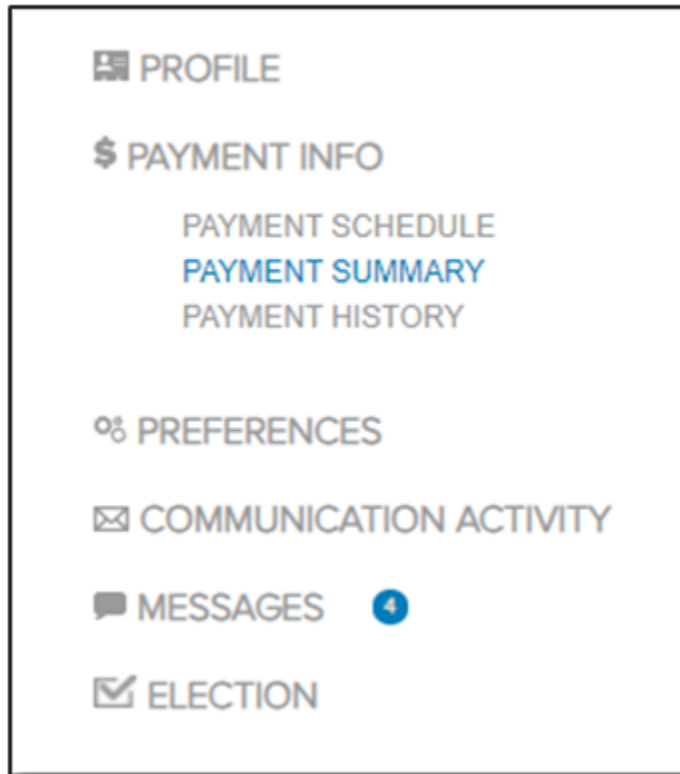 PROFILE
$ PAYMENT INFO
PAYMENT SCHEDULE
PAYMENT SUMMARY
PAYMENT HISTORY
PREFERENCES
COMMUNICATION ACTIVITY
MESSAGES 4
ELECTION